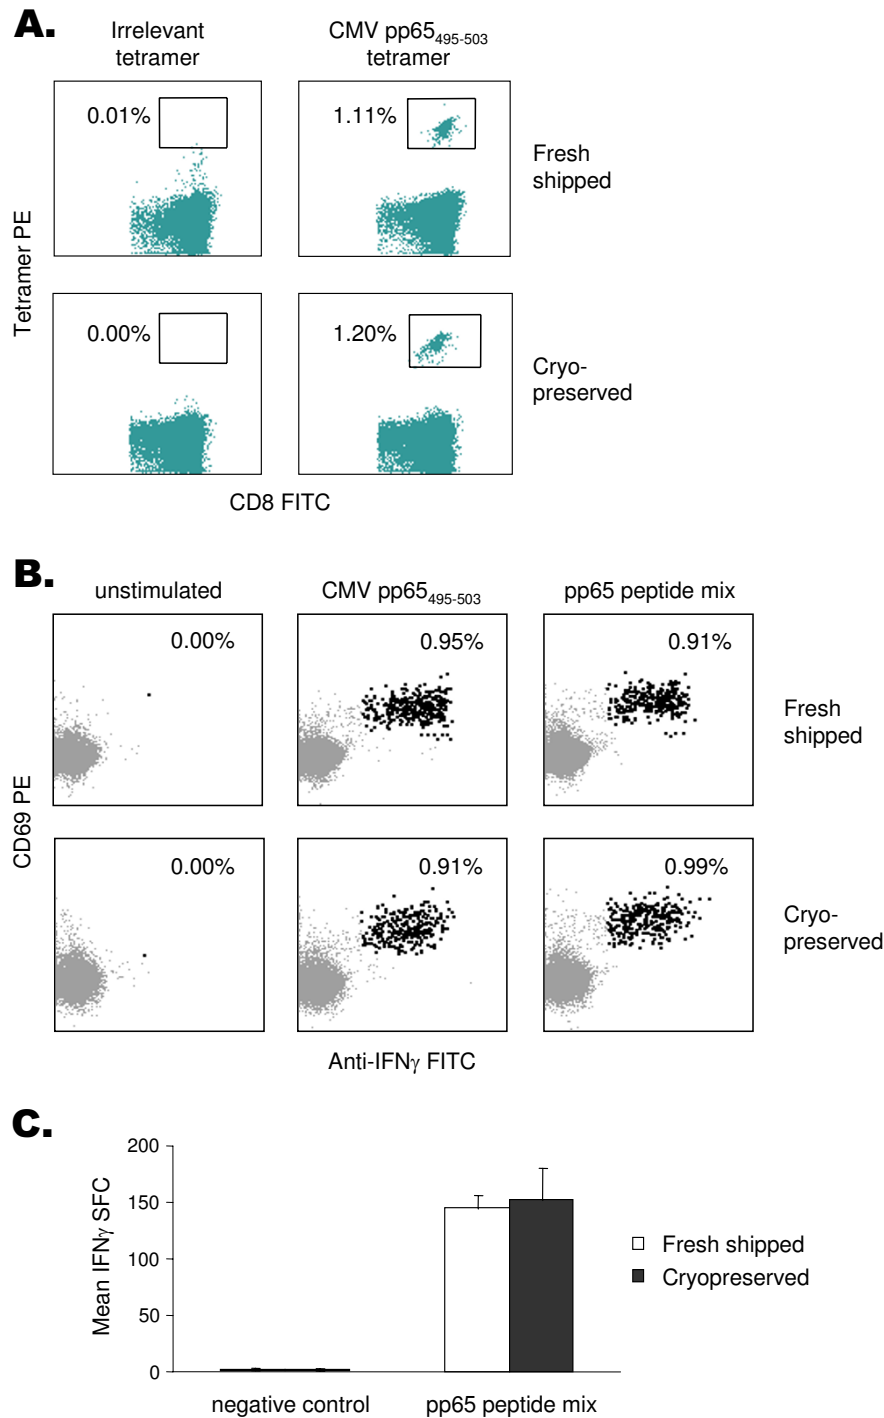 A.
Irrelevant
tetramer
CMV pp65495-503
tetramer
0.01%
1.11%
Fresh
shipped
Tetramer PE
0.00%
1.20%
Cryo-
preserved
CD8 FITC
B.
unstimulated
CMV pp65495-503
pp65 peptide mix
0.00%
0.95%
0.91%
Fresh
shipped
CD69 PE
0.00%
0.91%
0.99%
Cryo-
preserved
Anti-IFNγ FITC
C.
Mean IFNγ SFC
200
150
100
50
0
Fresh shipped
Cryopreserved
negative control
pp65 peptide mix